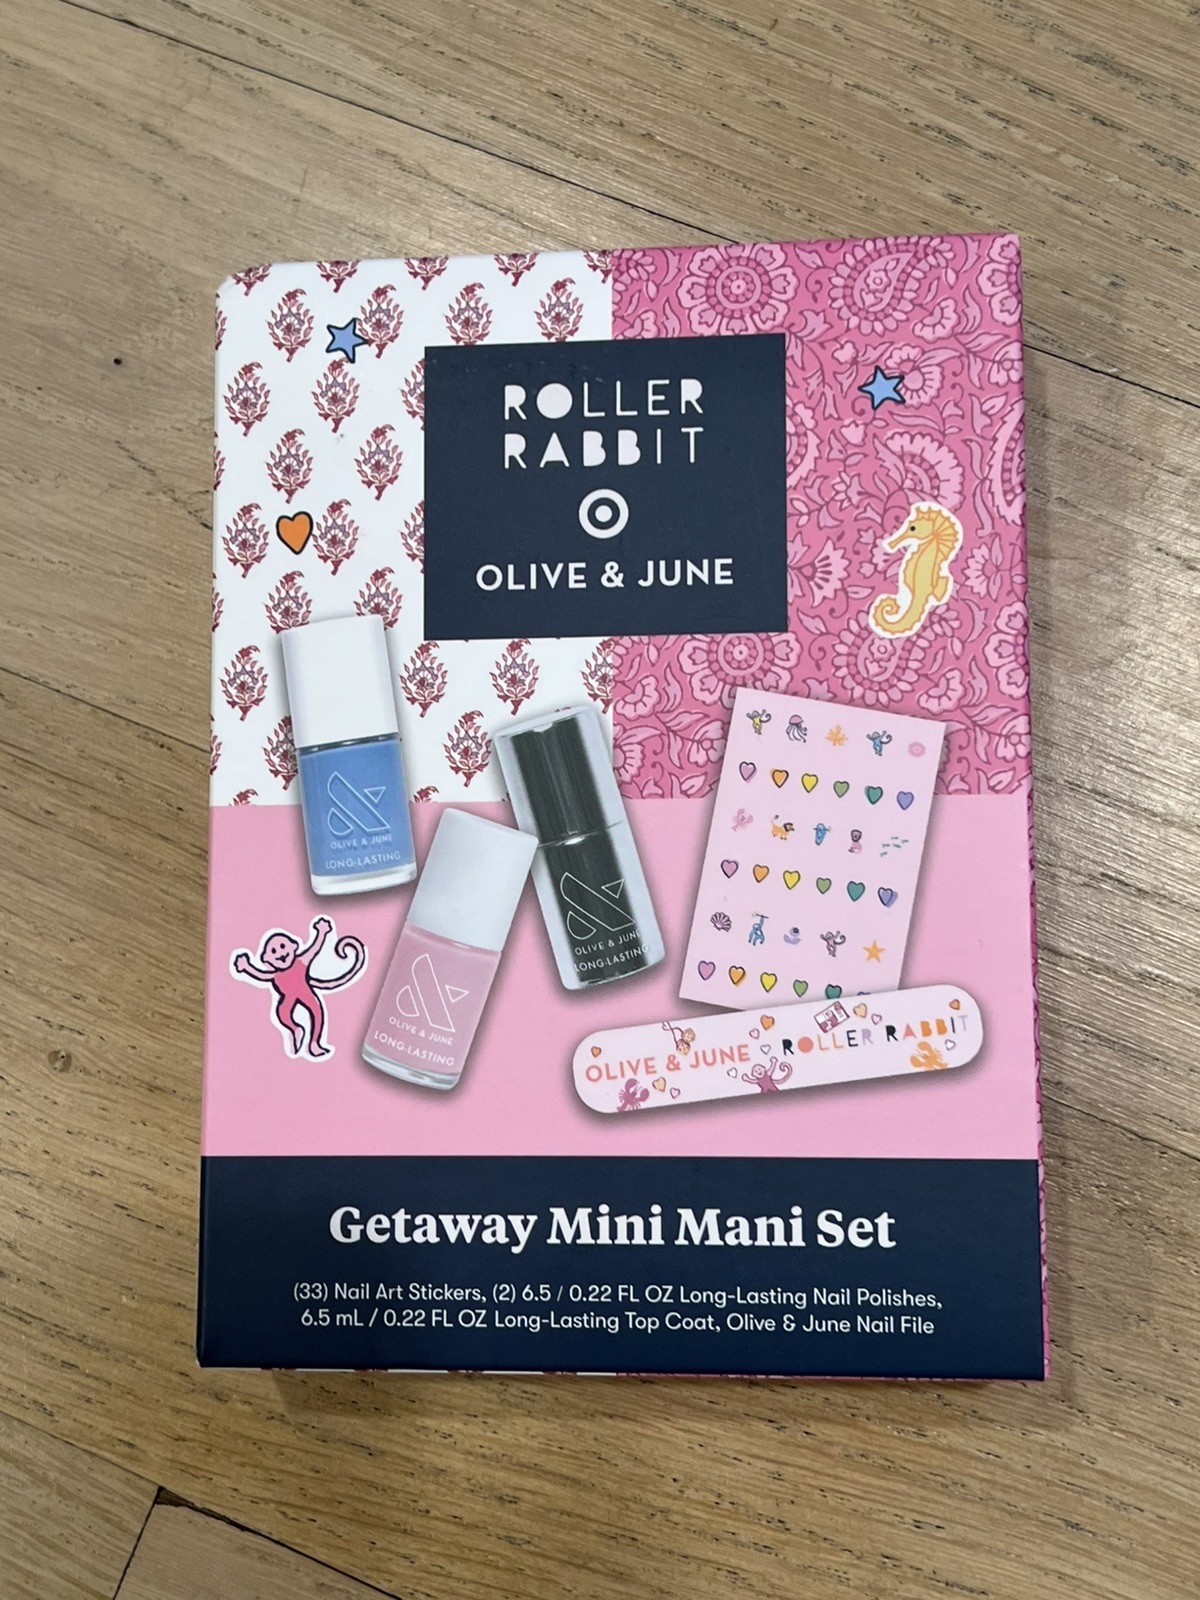 ROLLER
RABBIT
OLIVE & JUNE
OLIVE & JUNE
LONG-LASTING
OLIVE & JUNE
LONG-LASTING
OLIVE & JUNE
LONG-LASTING
OLIVE & JUNE ROLLER RABBIT
Getaway Mini Mani Set
(33) Nail Art Stickers, (2) 6.5 / 0.22 FL OZ Long-Lasting Nail Polishes,
6.5 mL / 0.22 FL OZ Long-Lasting Top Coat, Olive & June Nail File